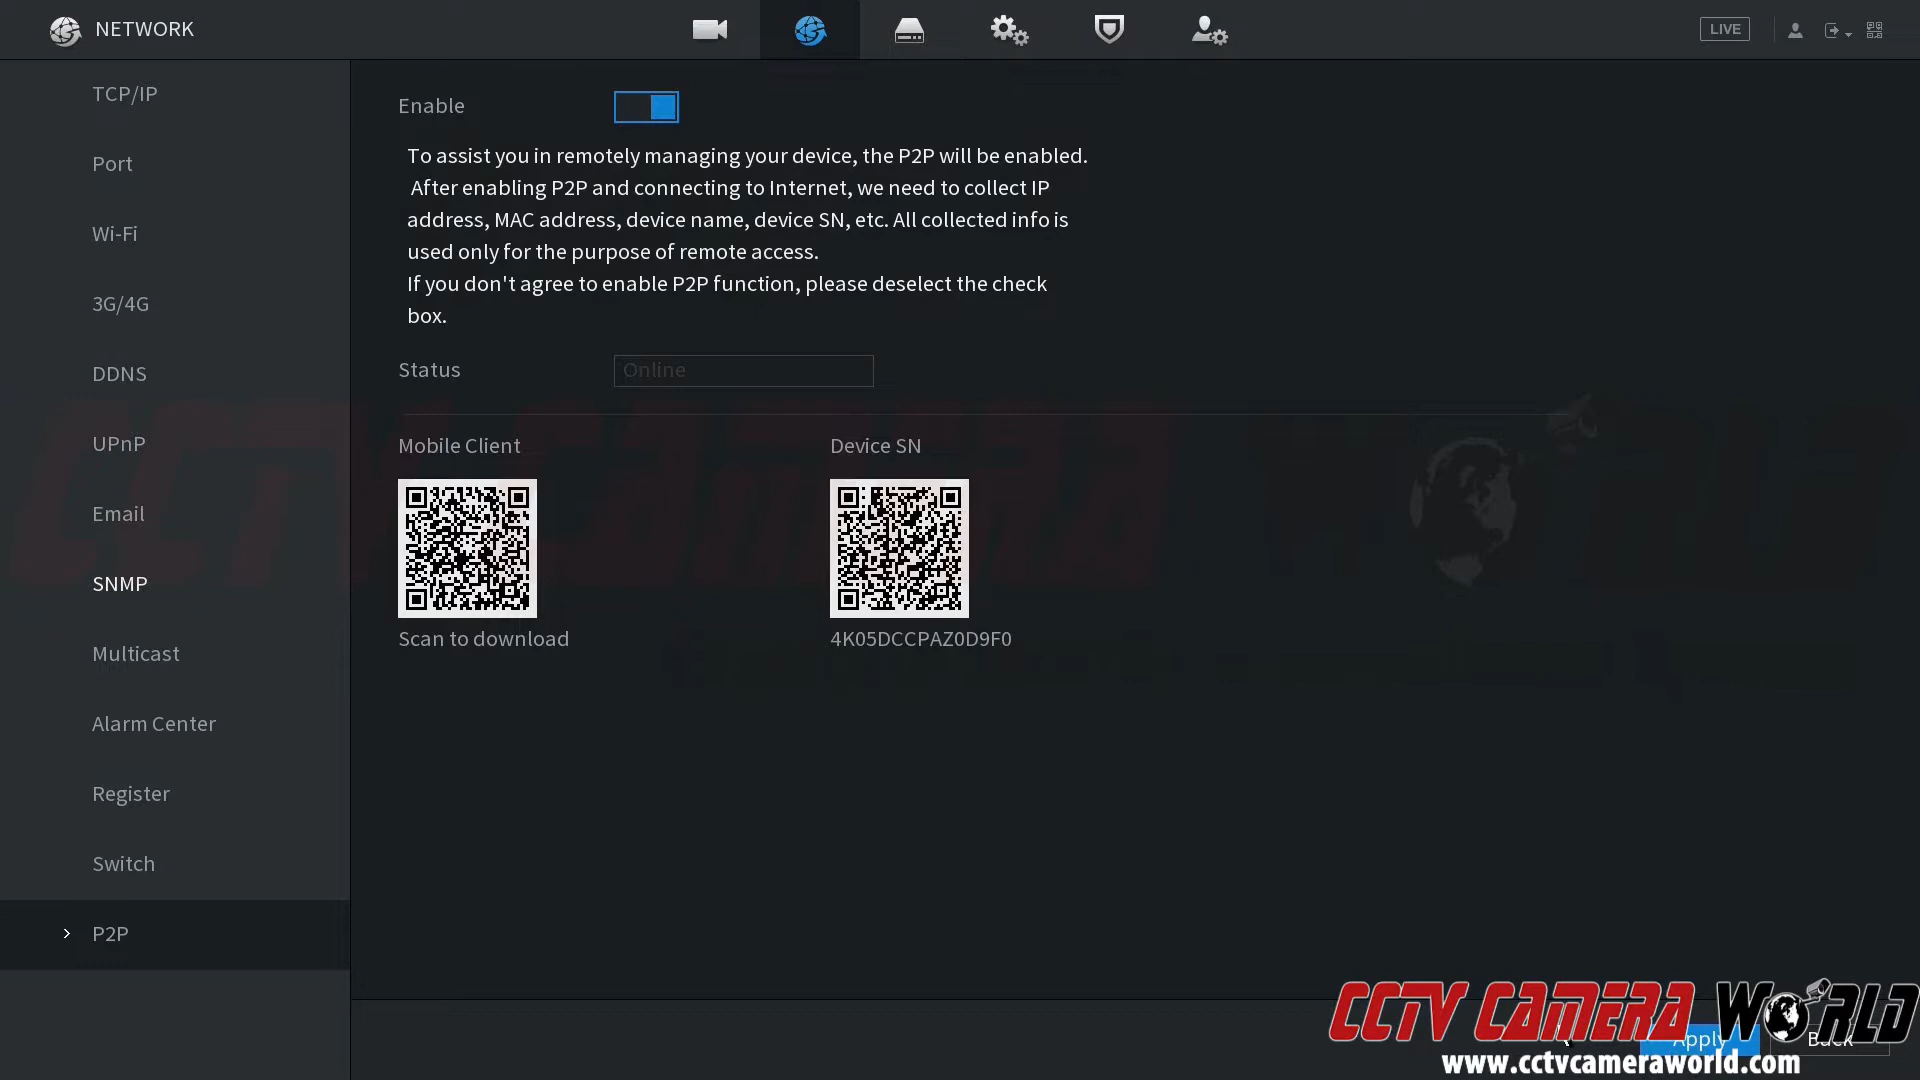 NETWORK
LIVE
TCP/IP
Port
Wi-Fi
3G/4G
DDNS
UPnP
Email
SNMP
Multicast
Alarm Center
Register
Switch
P2P
Enable
To assist you in remotely managing your device, the P2P will be enabled.
After enabling P2P and connecting to Internet, we need to collect IP
address, MAC address, device name, device SN, etc. All collected info is
used only for the purpose of remote access.
If you don't agree to enable P2P function, please deselect the check
box.
Status
Online
Mobile Client
Device SN
Scan to download
4K05DCCPAZ0D9F0
CCTV CAMERA WORLD
Apply
Back
www.cctvcameraworld.com